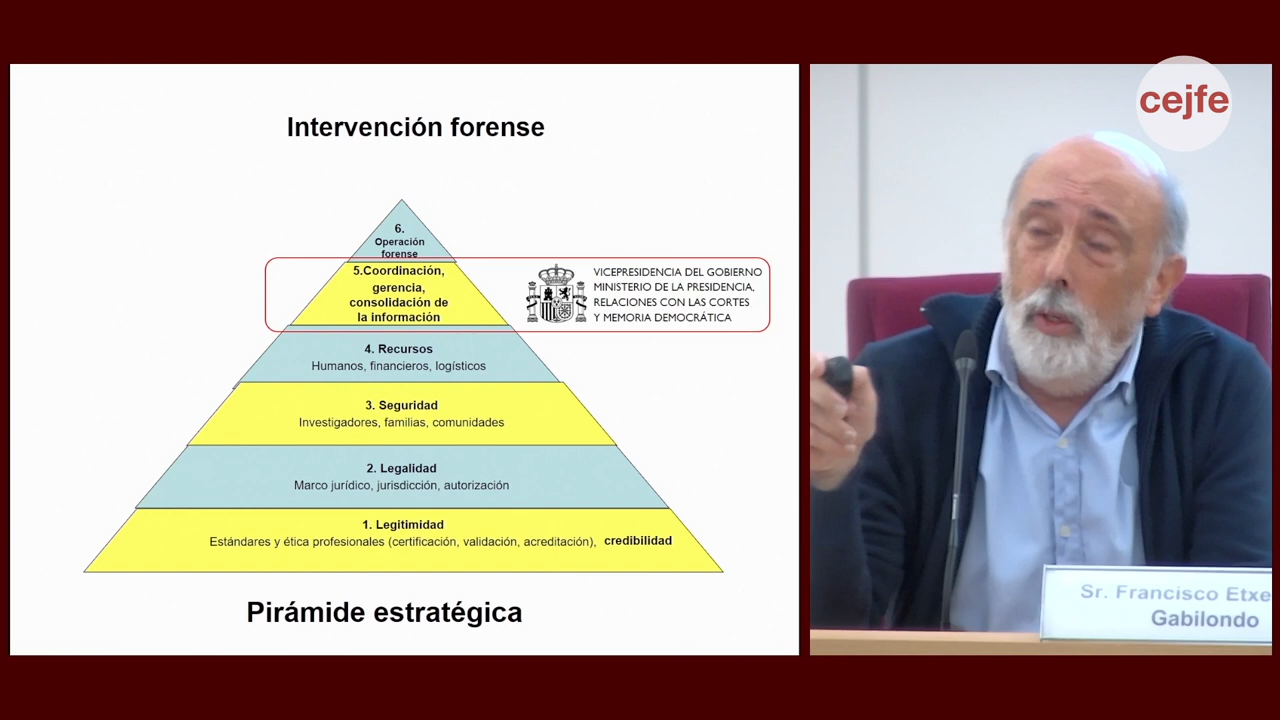 Intervención forense
6.
Operación
forense
5.Coordinación,
gerencia,
consolidación de
la información
VICEPRESIDENCIA DEL GOBIERNO
MINISTERIO DE LA PRESIDENCIA,
RELACIONES CON LAS CORTES
Y MEMORIA DEMOCRÁTICA
4. Recursos
Humanos, financieros, logísticos
3. Seguridad
Investigadores, familias, comunidades
2. Legalidad
Marco jurídico, jurisdicción, autorización
1. Legitimidad
Estándares y ética profesionales (certificación, validación, acreditación), credibilidad
Pirámide estratégica
cejfe
Sr. Francisco Etxe
Gabilondo